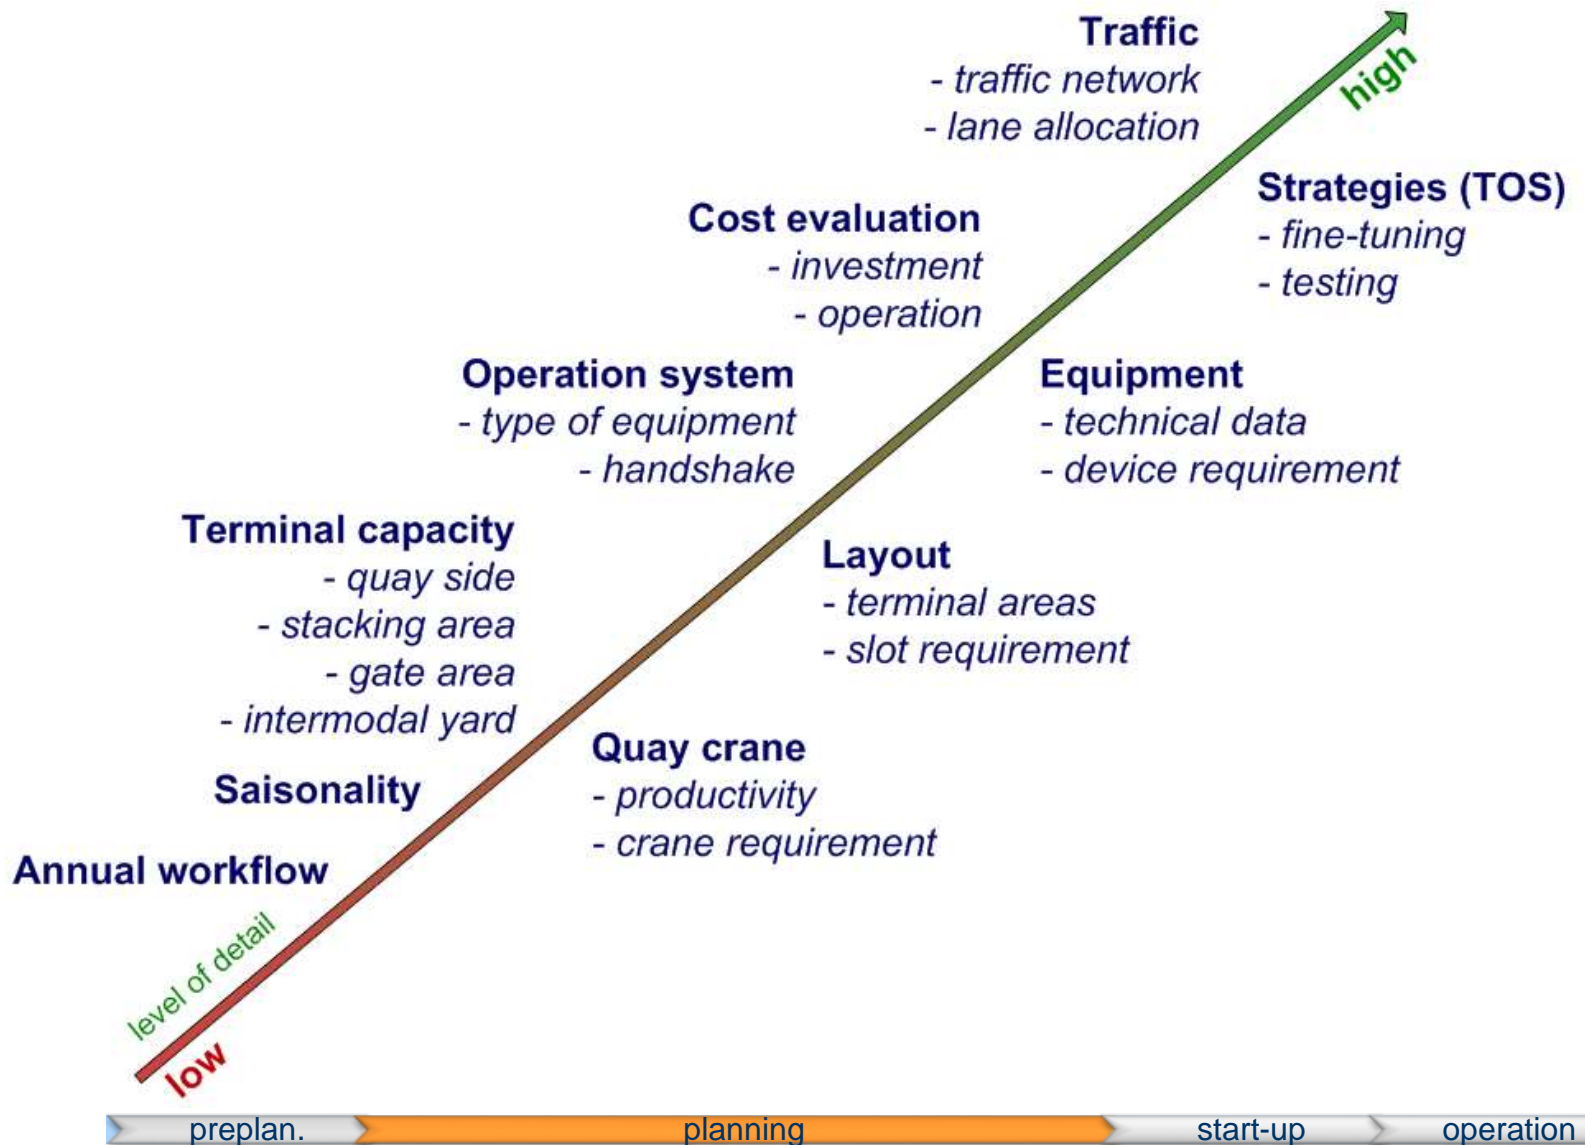 Traffic
- traffic network
- lane allocation
high
Strategies (TOS)
- fine-tuning
- testing
Cost evaluation
- investment
- operation
Operation system
- type of equipment
- handshake
Equipment
- technical data
- device requirement
Terminal capacity
- quay side
- stacking area
- gate area
- intermodal yard
Layout
- terminal areas
- slot requirement
Quay crane
- productivity
- crane requirement
Saisonality
Annual workflow
level of detail
low
preplan.
planning
start-up
operation